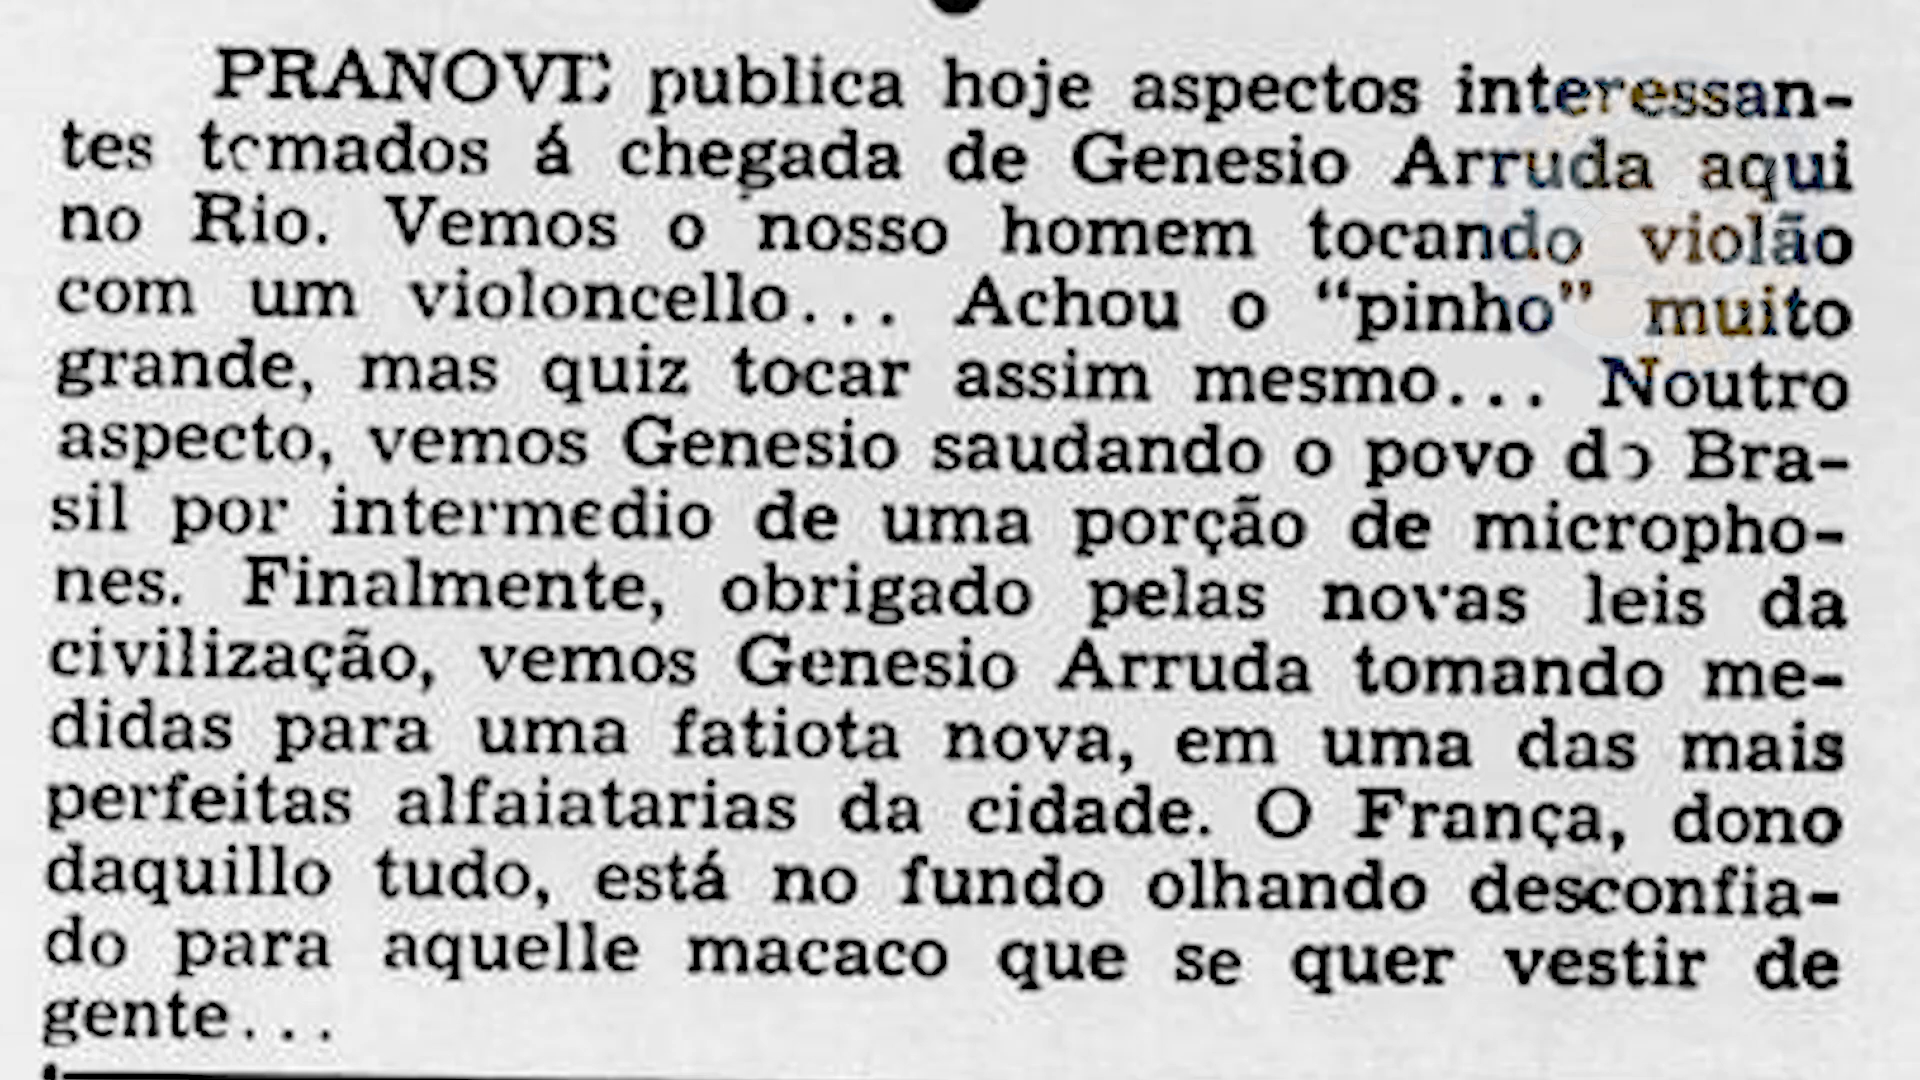 PRANOVE publica hoje aspectos interessan-
tes tomados á chegada de Genesio Arruda aqui
no Rio. Vemos o nosso homem tocando violão
com um violoncello... Achou o “pinho” muito
grande, mas quiz tocar assim mesmo... Noutro
aspecto, vemos Genesio saudando o povo do Bra-
sil por intermedio de uma porção de micropho-
nes. Finalmente, obrigado pelas novas leis da
civilização, vemos Genesio Arruda tomando me-
didas para uma fatiota nova, em uma das mais
perfeitas alfaiatarias da cidade. O França, dono
daquillo tudo, está no fundo olhando desconfia-
do para aquelle macaco que se quer vestir de
gente...